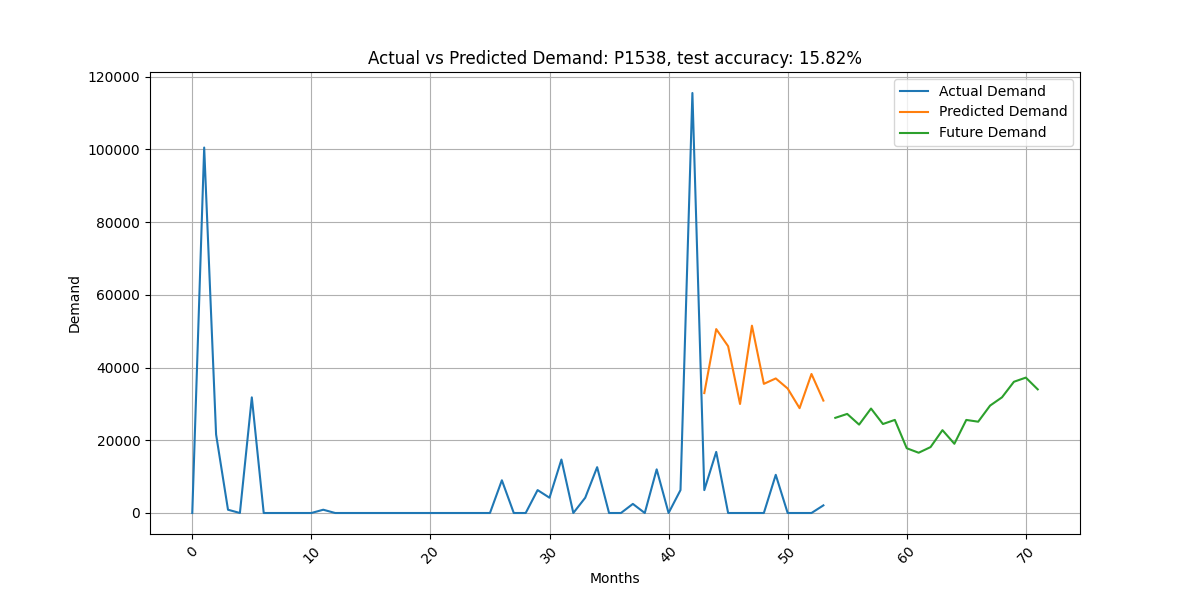 Actual vs Predicted Demand: P1538, test accuracy: 15.82%
120000
100000
80000
60000
40000
20000
0
Demand
Actual Demand
Predicted Demand
Future Demand
0 10 20 30 40 50 60 70
Months